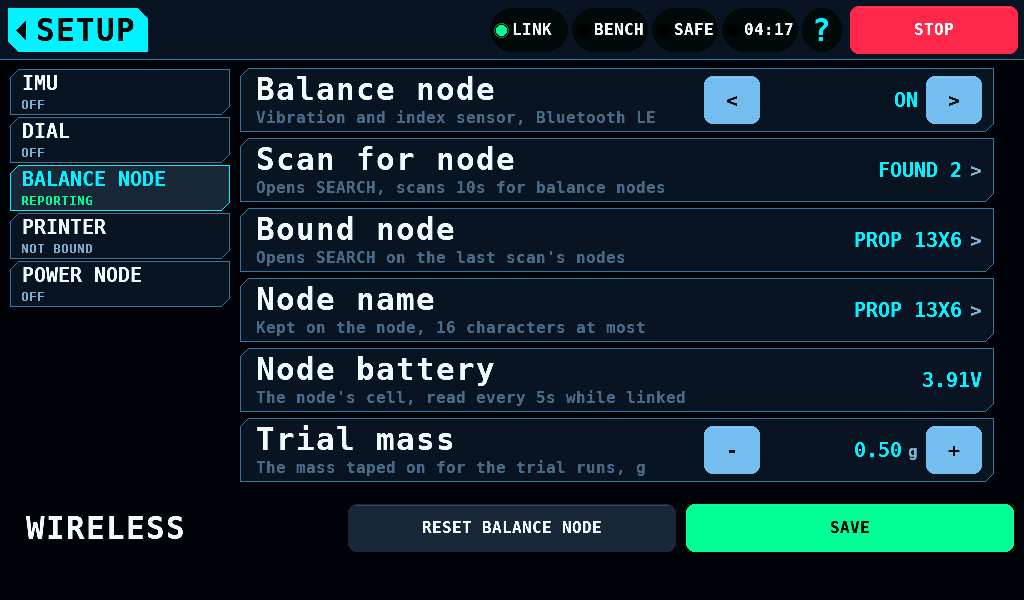 SETUP
LINK
BENCH
SAFE
04:17
?
STOP
IMU
OFF
DIAL
OFF
BALANCE NODE
REPORTING
PRINTER
NOT BOUND
POWER NODE
OFF
Balance node
Vibration and index sensor, Bluetooth LE
<
ON
>
Scan for node
Opens SEARCH, scans 10s for balance nodes
FOUND 2 >
Bound node
Opens SEARCH on the last scan's nodes
PROP 13X6 >
Node name
Kept on the node, 16 characters at most
PROP 13X6 >
Node battery
The node's cell, read every 5s while linked
3.91V
Trial mass
The mass taped on for the trial runs, g
-
0.50 g
+
WIRELESS
RESET BALANCE NODE
SAVE